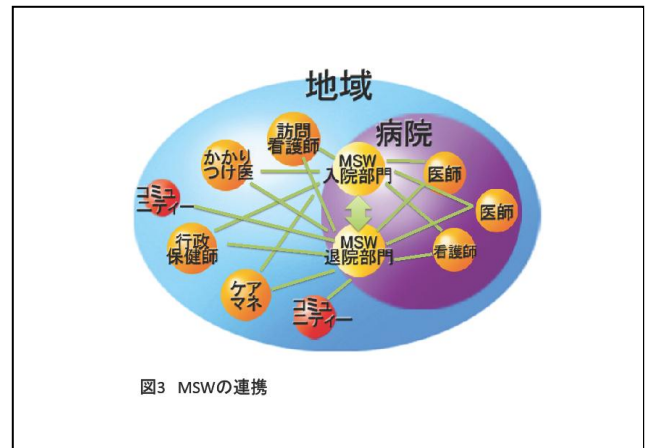 地域
病院
訪問
看護師
かかり
つけ医
MSW
入院部門
医師
コミュ
ニティー
医師
行政
保健師
MSW
退院部門
看護師
ケア
マネ
コミュ
ニティー
図3 MSWの連携